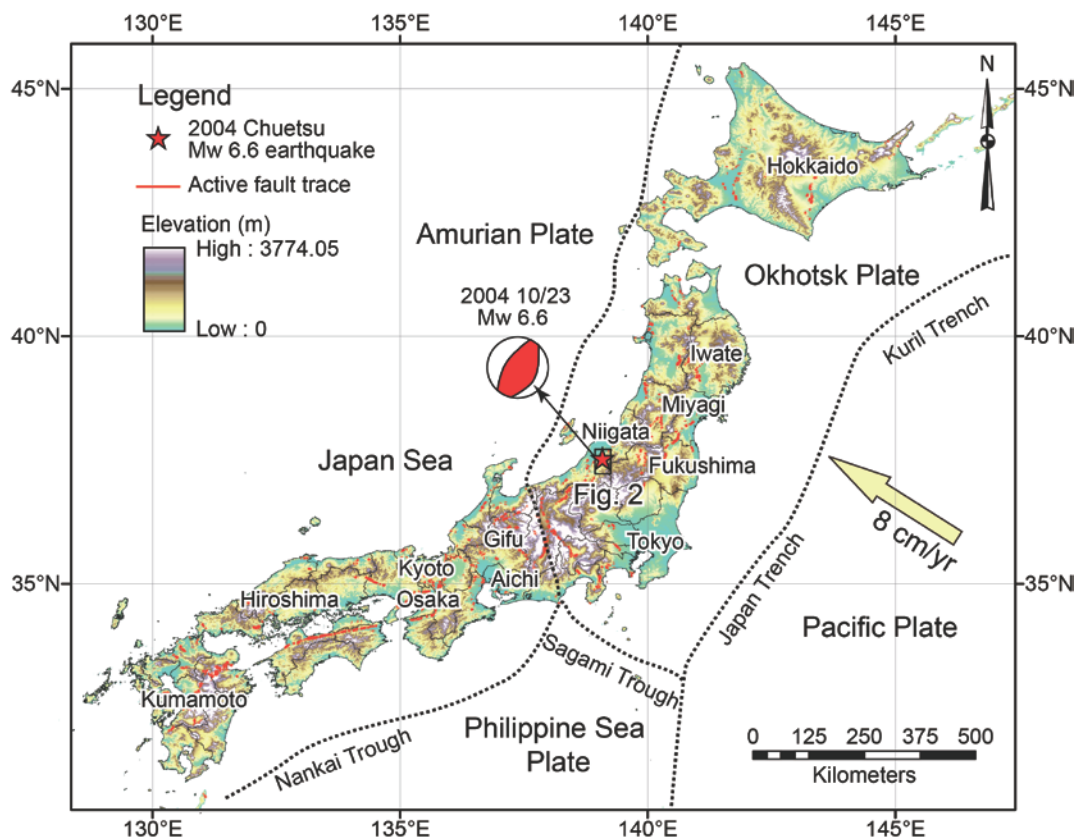 130°E 135°E 140°E 145°E
45°N 45°N
N
Legend
2004 Chuetsu
Mw 6.6 earthquake
Active fault trace
Elevation (m)
High : 3774.05
Low : 0
Hokkaido
Amurian Plate
Okhotsk Plate
2004 10/23
Mw 6.6
40°N 40°N
Kuril Trench
Iwate
Miyagi
Niigata
Japan Sea
Fukushima
Fig. 2
8 cm/yr
Gifu
Tokyo
Kyoto
Aichi
35°N 35°N
Hiroshima
Osaka
Japan Trench
Pacific Plate
Sagami Trough
Kumamoto
Philippine Sea
Plate
Nankai Trough
0 125 250 375 500
Kilometers
130°E 135°E 140°E 145°E